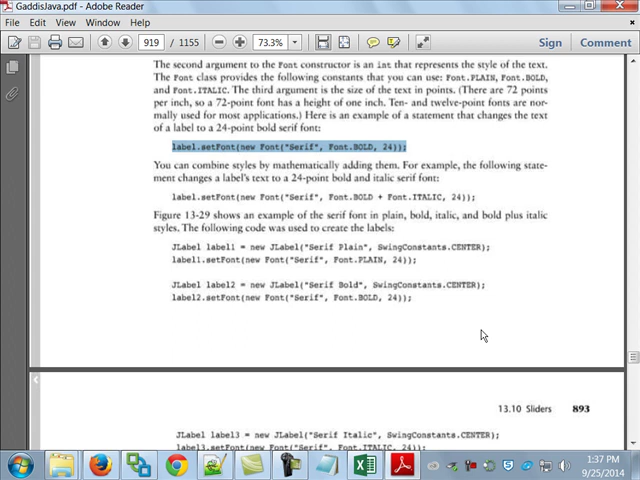 GaddisJava.pdf - Adobe Reader
File Edit View Window Help
919 / 1155 73.3% Sign Comment
The second argument to the Font constructor is an int that represents the style of the text.
The Font class provides the following constants that you can use: Font.PLAIN, Font.BOLD,
and Font.ITALIC. The third argument is the size of the text in points. (There are 72 points
per inch, so a 72-point font has a height of one inch. Ten- and twelve-point fonts are nor-
mally used for most applications.) Here is an example of a statement that changes the text
of a label to a 24-point bold serif font:
label.setFont(new Font("Serif", Font.BOLD, 24));
You can combine styles by mathematically adding them. For example, the following state-
ment changes a label's text to a 24-point bold and italic serif font:
label.setFont(new Font("Serif", Font.BOLD + Font.ITALIC, 24));
Figure 13-29 shows an example of the serif font in plain, bold, italic, and bold plus italic
styles. The following code was used to create the labels:
JLabel label1 = new JLabel("Serif Plain", SwingConstants.CENTER);
label1.setFont(new Font("Serif", Font.PLAIN, 24));
JLabel label2 = new JLabel("Serif Bold", SwingConstants.CENTER);
label2.setFont(new Font("Serif", Font.BOLD, 24));
13.10 Sliders 893
JLabel label3 = new JLabel("Serif Italic", SwingConstants.CENTER);
label3.setFont(new Font("Serif", Font.ITALIC, 24));
1:37 PM
9/25/2014